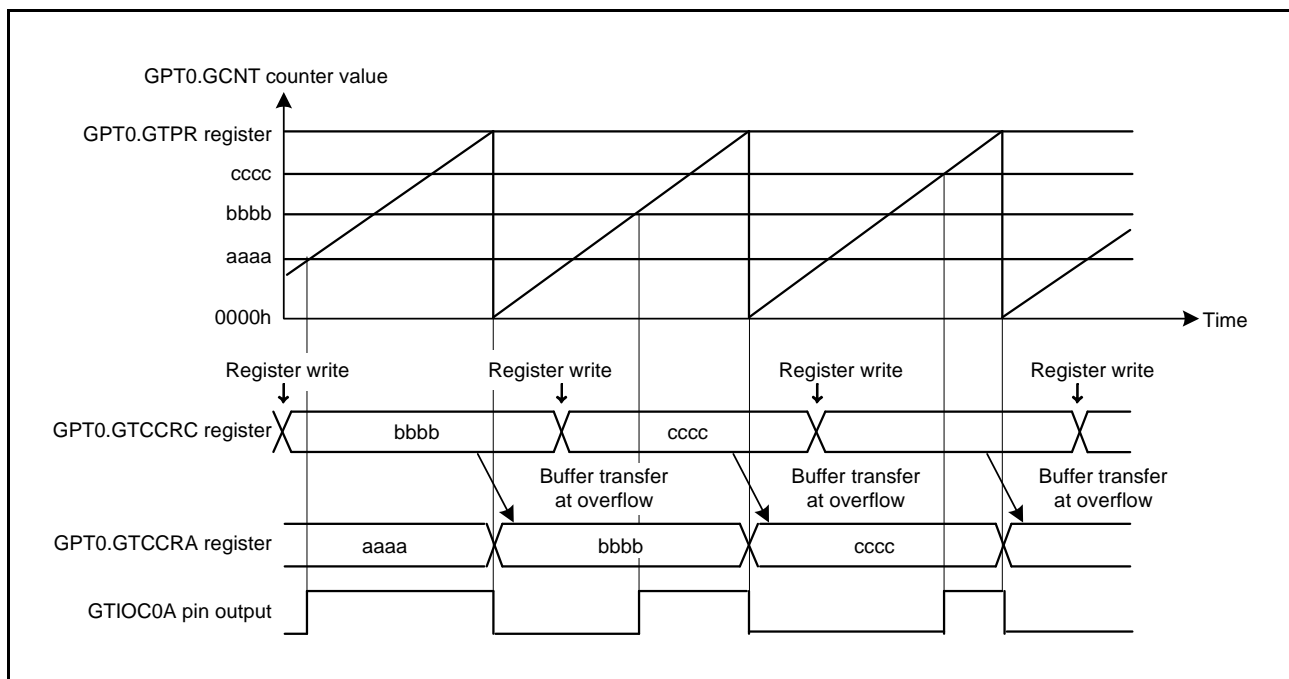 GPT0.GCNT counter value
GPT0.GTPR register
cccc
bbbb
aaaa
0000h
Time
Register write
Register write
Register write
Register write
GPT0.GTCCRC register
bbbb
cccc
Buffer transfer
at overflow
Buffer transfer
at overflow
Buffer transfer
at overflow
GPT0.GTCCRA register
aaaa
bbbb
cccc
GTIOC0A pin output